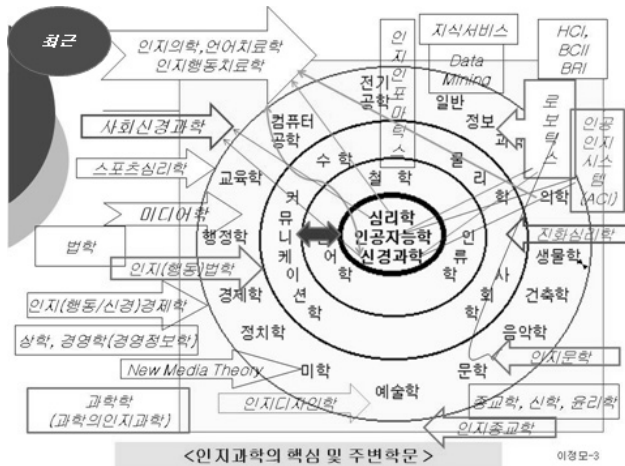 최근
인지의학,언어치료학
인지행동치료학
인지인포마틱스
지식서비스
Data
Mining
HCI,
BCII
BRI
로보틱스
인공
인지
시스
템
(ACI)
사회신경과학
스포츠심리학
미디어학
법학
인지(행동)법학
인지(행동/신경)경제학
상학, 경영학(경영정보학)
New Media Theory
과학학
(과학의인지과학)
인지디자인학
전기
공학
일반
정보
과학
컴퓨터
공학
교육학
행정학
경제학
정치학
미학
예술학
문학
음악학
건축학
생물학
의학
수학
물리학
사회학
커뮤니케이션학
철학
인류학
언어학
심리학
인공지능학
신경과학
진화심리학
인지문학
종교학, 신학, 윤리학
인지종교학
<인지과학의 핵심 및 주변학문>
이정모-3